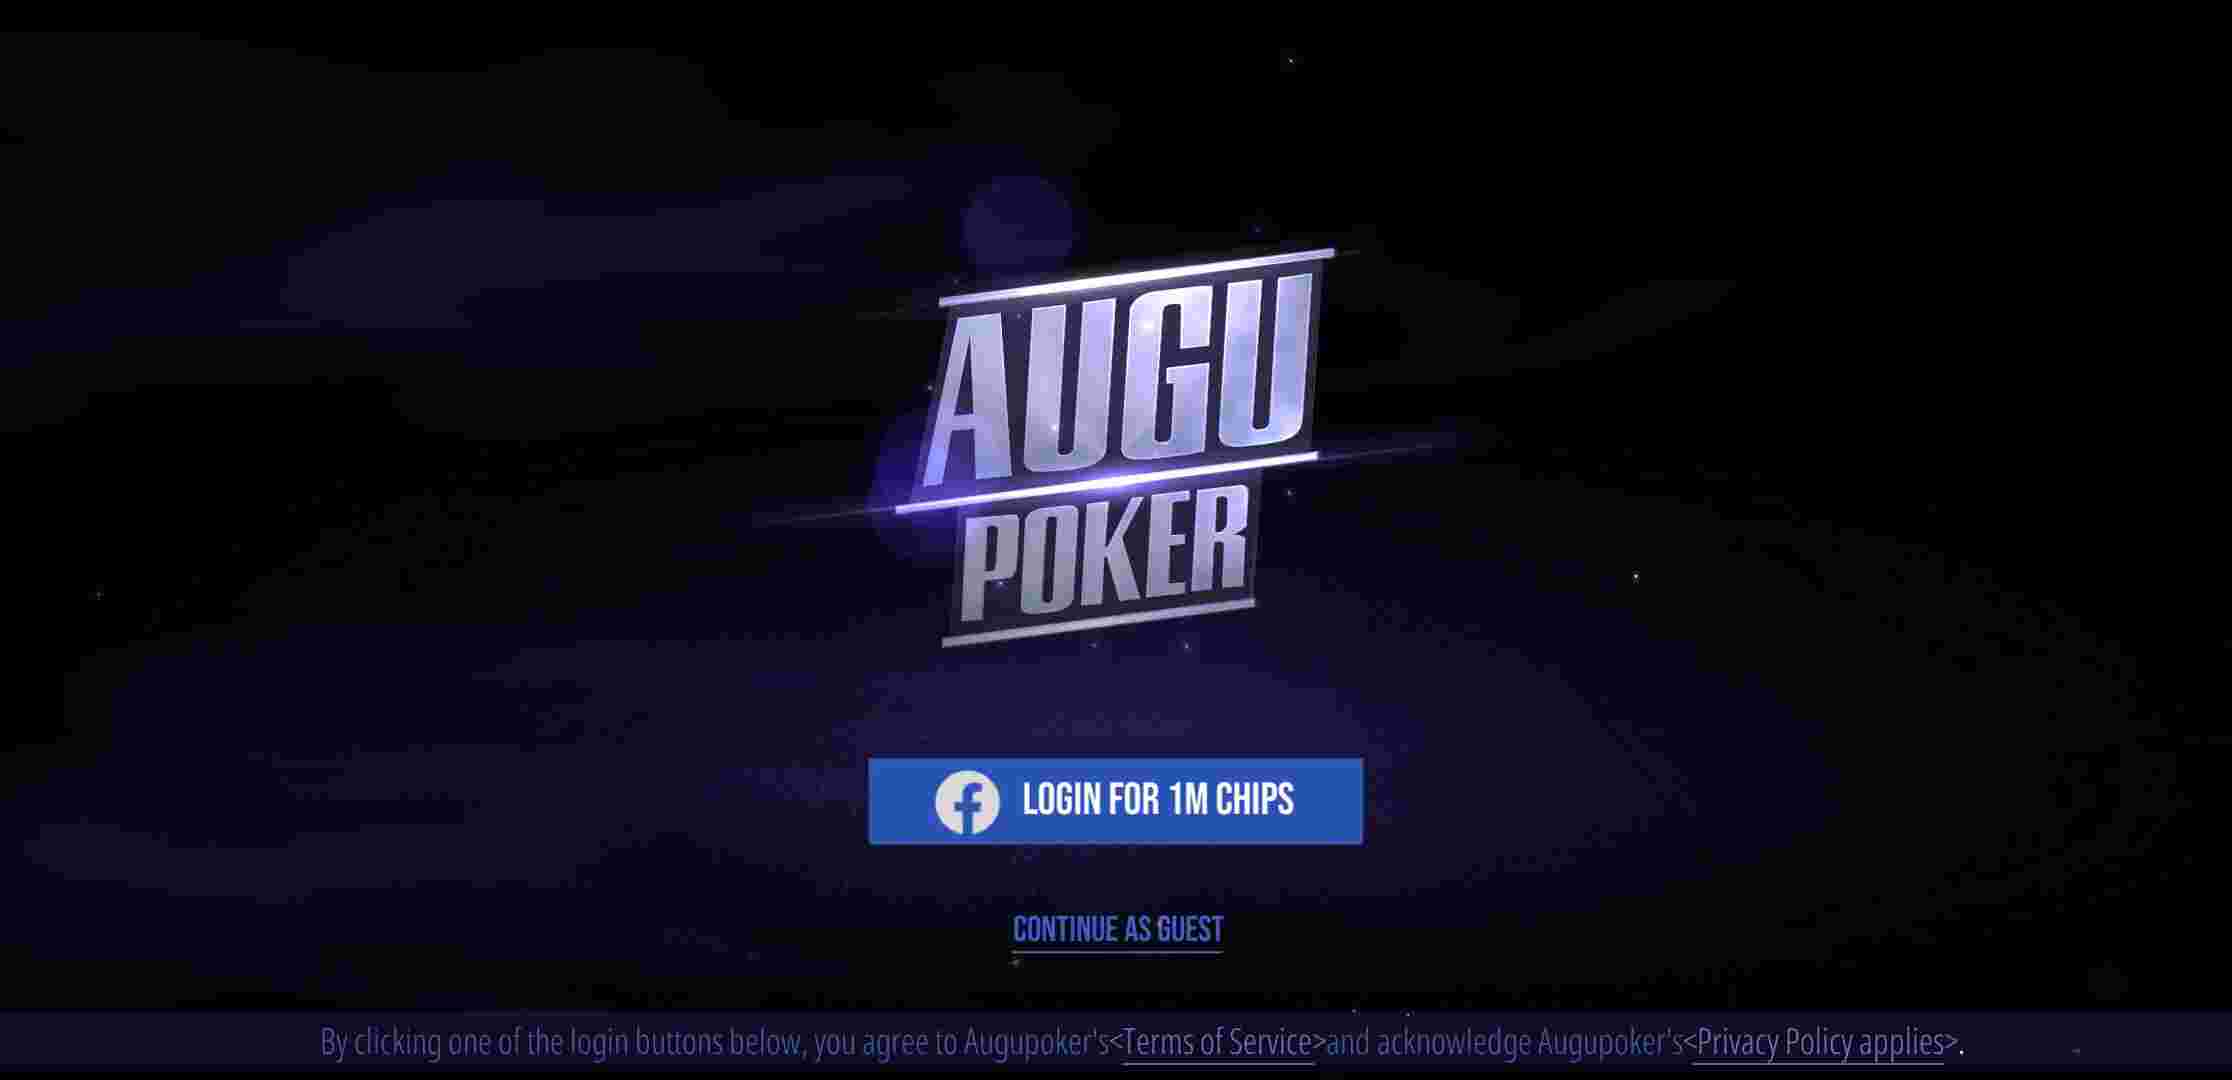 AUGU
POKER
LOGIN FOR 1M CHIPS
CONTINUE AS GUEST
By clicking one of the login buttons below, you agree to Augupoker's<Terms of Service>and acknowledge Augupoker's<Privacy Policy applies>.